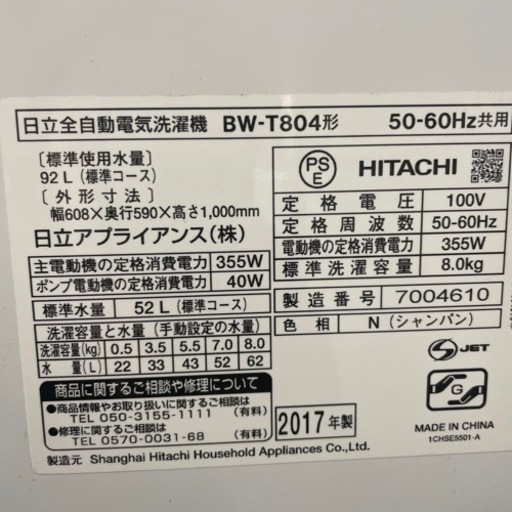 日立全自動電気洗濯機 BW-T804形 50-60Hz共用
〔標準使用水量〕
92L(標準コース)
〔外形寸法〕
幅608×奥行590×高さ1,000mm
日立アプライアンス(株)
PS
E
HITACHI
定格電圧 100V
定格周波数 50-60Hz
電動機の定格消費電力 355W
標準洗濯容量 8.0kg
主電動機の定格消費電力 355W
ポンプ電動機の定格消費電力 40W
標準水量 52L(標準コース)
製造番号 7004610
色相 N(シャンパン)
洗濯容量と水量(手動設定の水量)
洗濯容量(kg) 0.5 3.5 5.5 7.0 8.0
水量(L) 22 33 43 52 62
S JET
商品に関するご相談や修理について
●商品情報やお取り扱いに関するご相談
TEL 050-3155-1111 (有料)
●修理に関するご相談
TEL 0570-0031-68 (有料)
2017年製
G
MADE IN CHINA
1CHSE5501-A
製造元 Shanghai Hitachi Household Appliances Co.,Ltd.